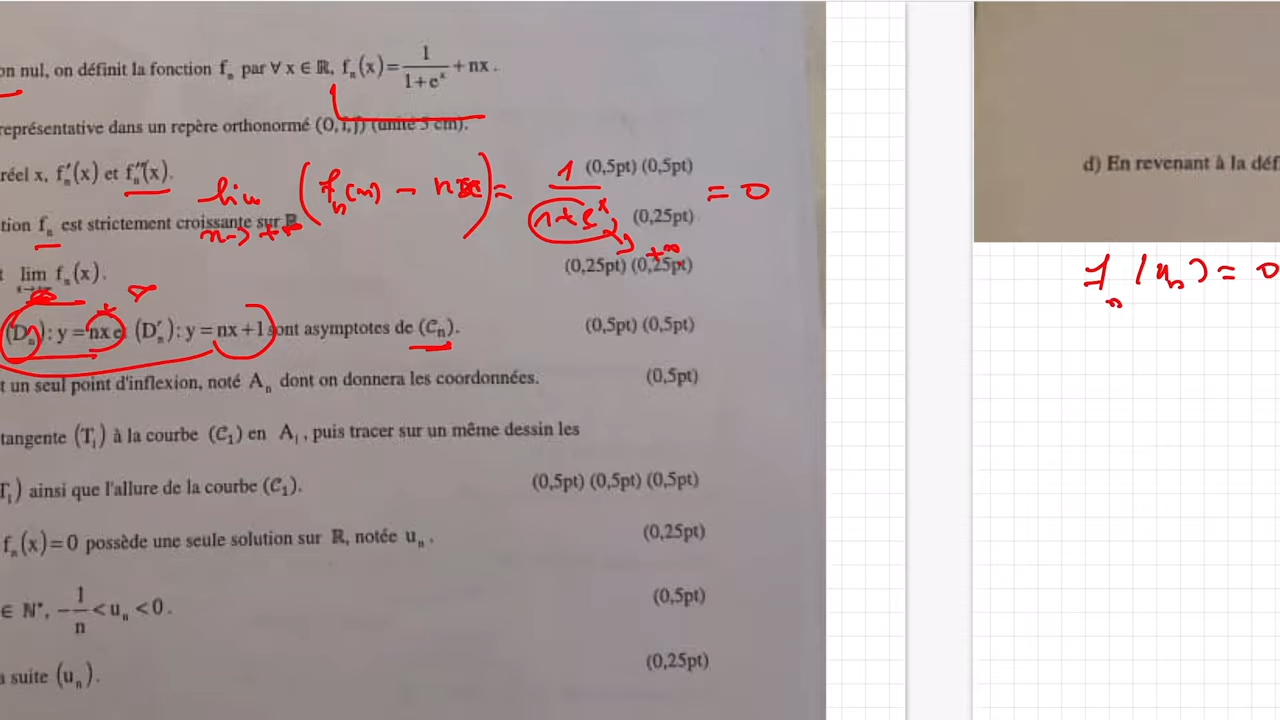 on nul, on définit la fonction fₙ par ∀ x ∈ ℝ, fₙ(x) = 1/(1+eˣ) + nx.
représentative dans un repère orthonormé (O, i, j) (unité 5 cm).
réel x, fₙ′(x) et fₙ″(x). (0,5pt) (0,5pt)
lim (fₙ(x) − nx) = 1/(1+eˣ) = 0
x→+∞
+∞
tion fₙ est strictement croissante sur ℝ (0,25pt)
t lim fₙ(x). (0,25pt) (0,25pt)
(Dₙ) : y = nx e (Dₙ′) : y = nx + 1 sont asymptotes de (Cₙ). (0,5pt) (0,5pt)
t un seul point d'inflexion, noté Aₙ dont on donnera les coordonnées. (0,5pt)
tangente (T₁) à la courbe (C₁) en A₁, puis tracer sur un même dessin les
T₁) ainsi que l'allure de la courbe (C₁). (0,5pt) (0,5pt) (0,5pt)
fₙ(x) = 0 possède une seule solution sur ℝ, notée uₙ. (0,25pt)
∈ ℕ*, −1/n < uₙ < 0. (0,5pt)
a suite (uₙ). (0,25pt)
d) En revenant à la défi
fₙ(uₙ) = 0